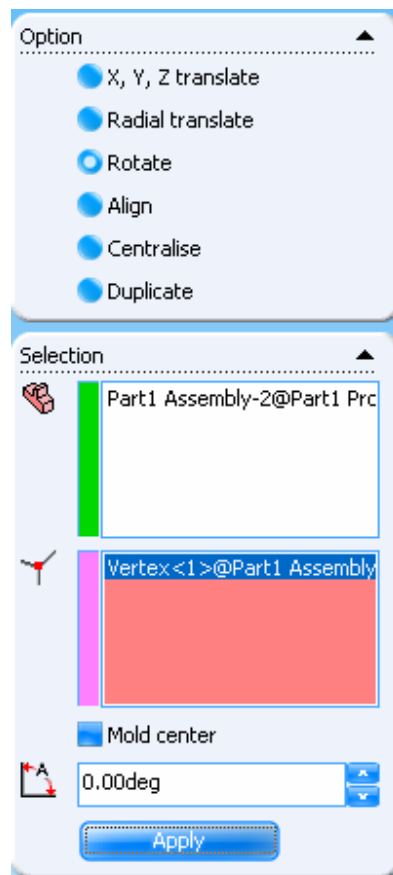 Option
X, Y, Z translate
Radial translate
Rotate
Align
Centralise
Duplicate
Selection
Part1 Assembly-2@Part1 Prc
Vertex<1>@Part1 Assembly
Mold center
A
0.00deg
Apply